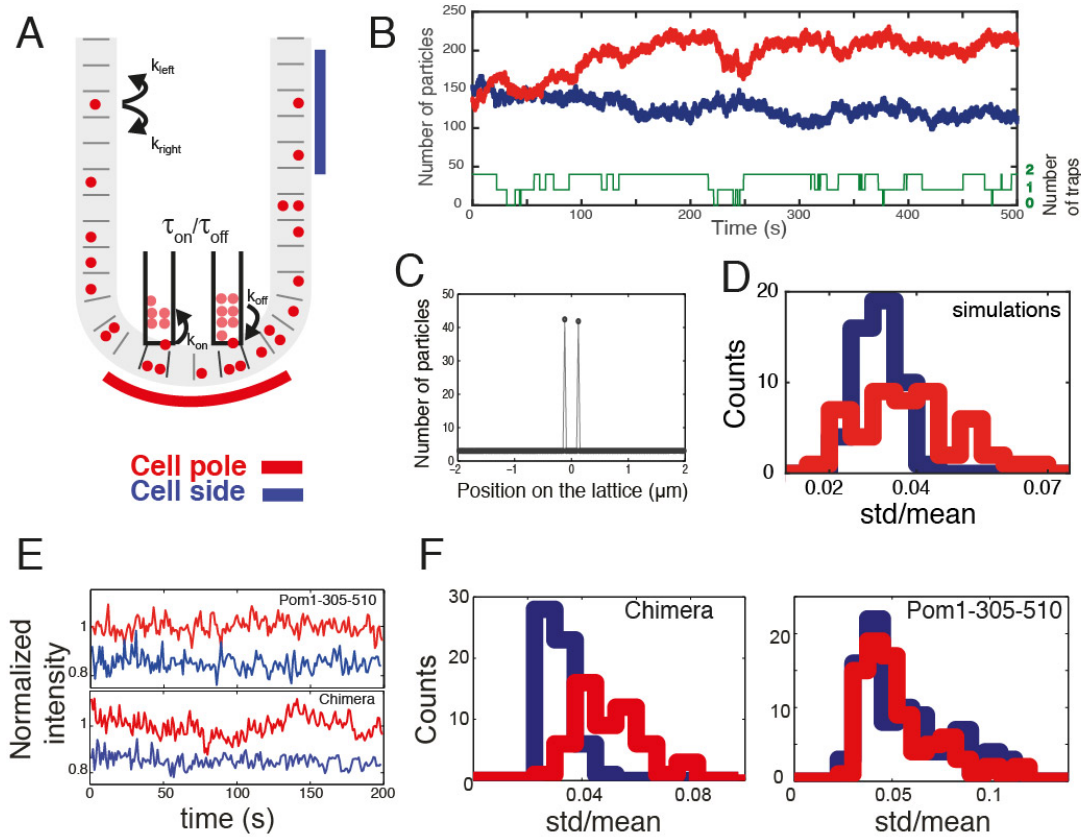 A
k_left
k_right
τ_on/τ_off
k_off
k_on
Cell pole
Cell side
B
Number of particles
250
200
150
100
50
0
0
100
200
300
400
500
Time (s)
2
1
0
Number
of traps
C
Number of particles
50
40
30
20
10
0
−2
−1
0
1
2
Position on the lattice (μm)
D
simulations
Counts
20
10
0
0.02
0.04
0.07
std/mean
E
Normalized
intensity
Pom1-305-510
1
0.8
Chimera
1
0.8
0
50
100
150
200
time (s)
F
Counts
30
20
10
0
Chimera
0.04
0.08
std/mean
Pom1-305-510
20
10
0
0
0.05
0.1
std/mean